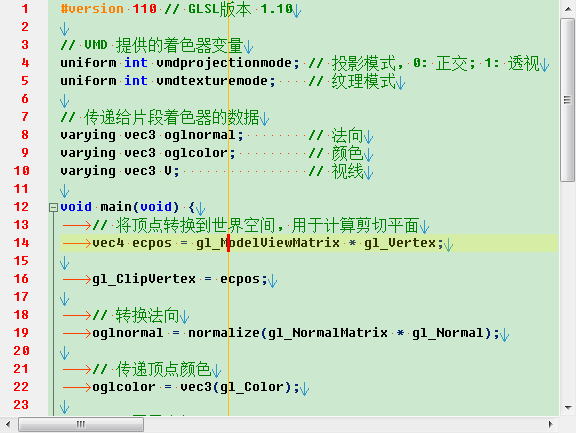 1 #version 110 // GLSL版本 1.10
2
3 // VMD 提供的着色器变量
4 uniform int vmdprojectionmode; // 投影模式, 0: 正交; 1: 透视
5 uniform int vmdtexturemode; // 纹理模式
6
7 // 传递给片段着色器的数据
8 varying vec3 oglnormal; // 法向
9 varying vec3 oglcolor; // 颜色
10 varying vec3 V; // 视线
11
12 void main(void) {
13 // 将顶点转换到世界空间, 用于计算剪切平面
14 vec4 ecpos = gl_ModelViewMatrix * gl_Vertex;
15
16 gl_ClipVertex = ecpos;
17
18 // 转换法向
19 oglnormal = normalize(gl_NormalMatrix * gl_Normal);
20
21 // 传递顶点颜色
22 oglcolor = vec3(gl_Color);
23